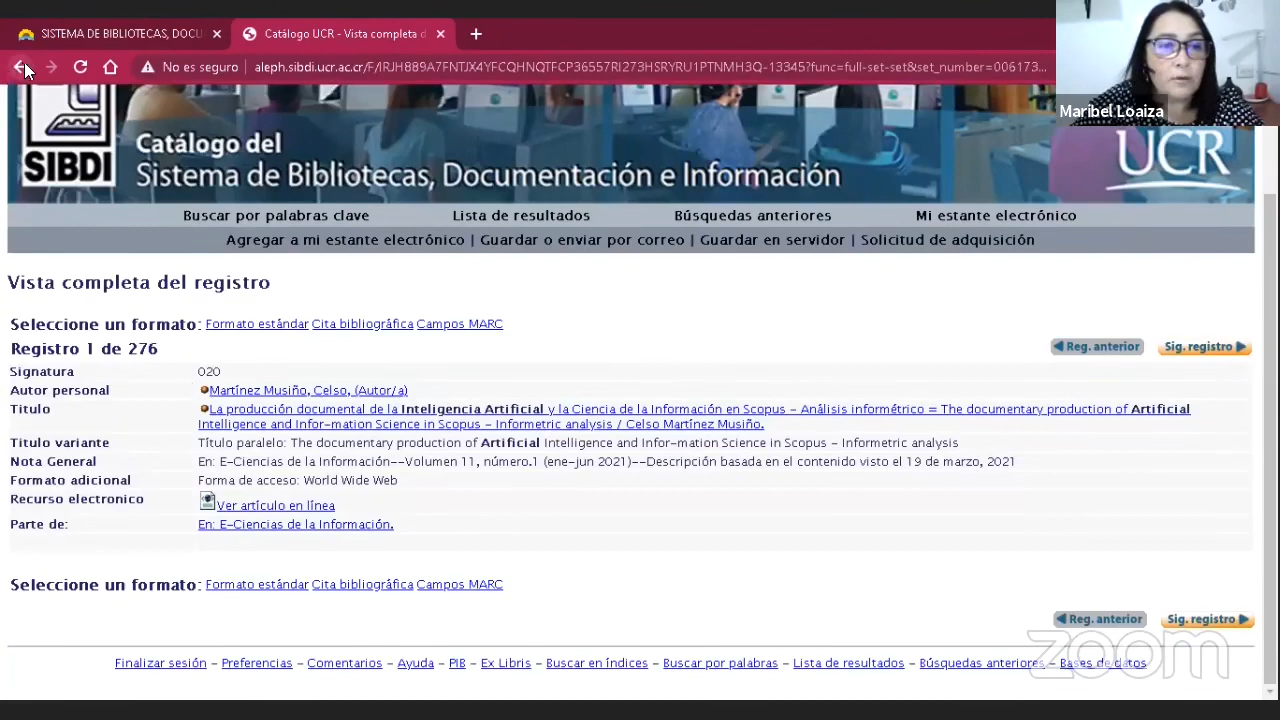 SISTEMA DE BIBLIOTECAS, DOCU
Catálogo UCR - Vista completa d
No es seguro
aleph.sibdi.ucr.ac.cr/F/IRJH889A7FNTJX4YFCQHNQTFCP36557RI273HSRYRU1PTNMH3Q-13345?func=full-set-set&set_number=006173...
Maribel Loaiza
SIBDI
Catálogo del
Sistema de Bibliotecas, Documentación e Información
UCR
Buscar por palabras clave Lista de resultados Búsquedas anteriores Mi estante electrónico
Agregar a mi estante electrónico | Guardar o enviar por correo | Guardar en servidor | Solicitud de adquisición
Vista completa del registro
Seleccione un formato: Formato estándar Cita bibliográfica Campos MARC
Registro 1 de 276
Reg. anterior Sig. registro
Signatura 020
Autor personal Martínez Musiño, Celso, (Autor/a)
Titulo La producción documental de la Inteligencia Artificial y la Ciencia de la Información en Scopus - Análisis informétrico = The documentary production of Artificial
Intelligence and Infor-mation Science in Scopus - Informetric analysis / Celso Martínez Musiño.
Titulo variante Título paralelo: The documentary production of Artificial Intelligence and Infor-mation Science in Scopus - Informetric analysis
Nota General En: E-Ciencias de la Información--Volumen 11, número.1 (ene-jun 2021)--Descripción basada en el contenido visto el 19 de marzo, 2021
Formato adicional Forma de acceso: World Wide Web
Recurso electronico Ver artículo en línea
Parte de: En: E-Ciencias de la Información.
Seleccione un formato: Formato estándar Cita bibliográfica Campos MARC
Reg. anterior Sig. registro
zoom
Finalizar sesión - Preferencias - Comentarios - Ayuda - PIB - Ex Libris - Buscar en índices - Buscar por palabras - Lista de resultados - Búsquedas anteriores - Bases de datos